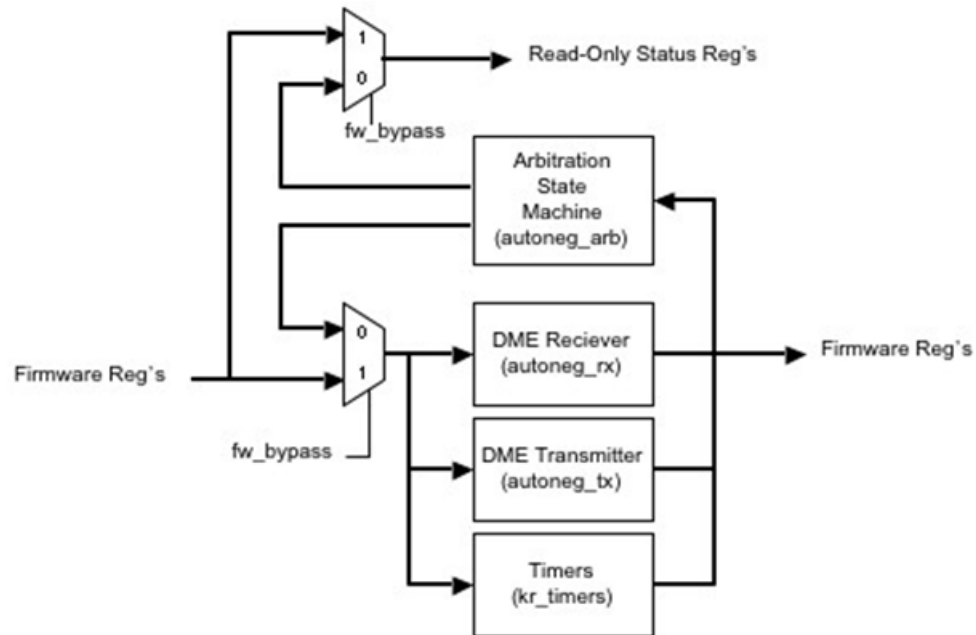 1
Read-Only Status Reg's
0
fw_bypass
Arbitration
State
Machine
(autoneg_arb)
0
DME Reciever
(autoneg_rx)
Firmware Reg's
Firmware Reg's
1
fw_bypass
DME Transmitter
(autoneg_tx)
Timers
(kr_timers)